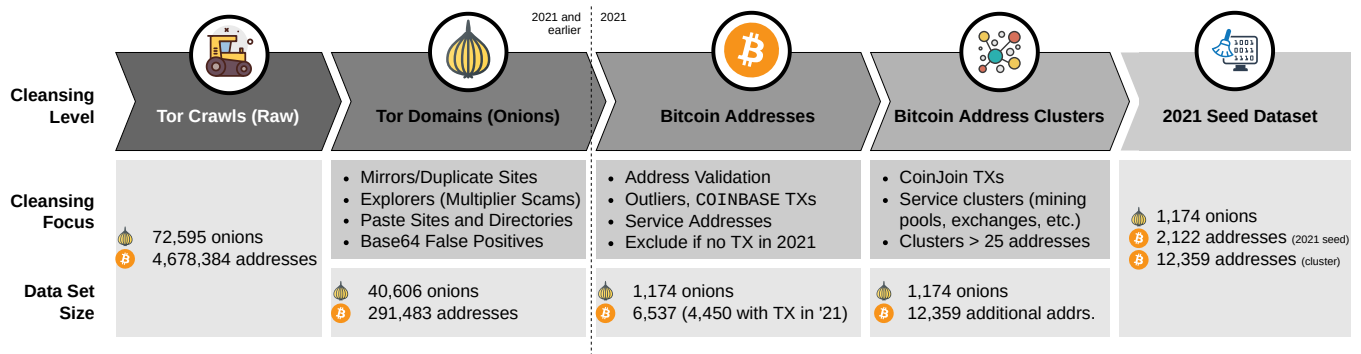 2021 and
earlier
2021
1001
0011
0011
Cleansing
Level
Tor Crawls (Raw)
Tor Domains (Onions)
Bitcoin Addresses
Bitcoin Address Clusters
2021 Seed Dataset
Cleansing
Focus
72,595 onions
4,678,384 addresses
• Mirrors/Duplicate Sites
• Explorers (Multiplier Scams)
• Paste Sites and Directories
• Base64 False Positives
• Address Validation
• Outliers, COINBASE TXs
• Service Addresses
• Exclude if no TX in 2021
• CoinJoin TXs
• Service clusters (mining
pools, exchanges, etc.)
• Clusters > 25 addresses
1,174 onions
2,122 addresses (2021 seed)
12,359 addresses (cluster)
Data Set
Size
40,606 onions
291,483 addresses
1,174 onions
6,537 (4,450 with TX in '21)
1,174 onions
12,359 additional addrs.